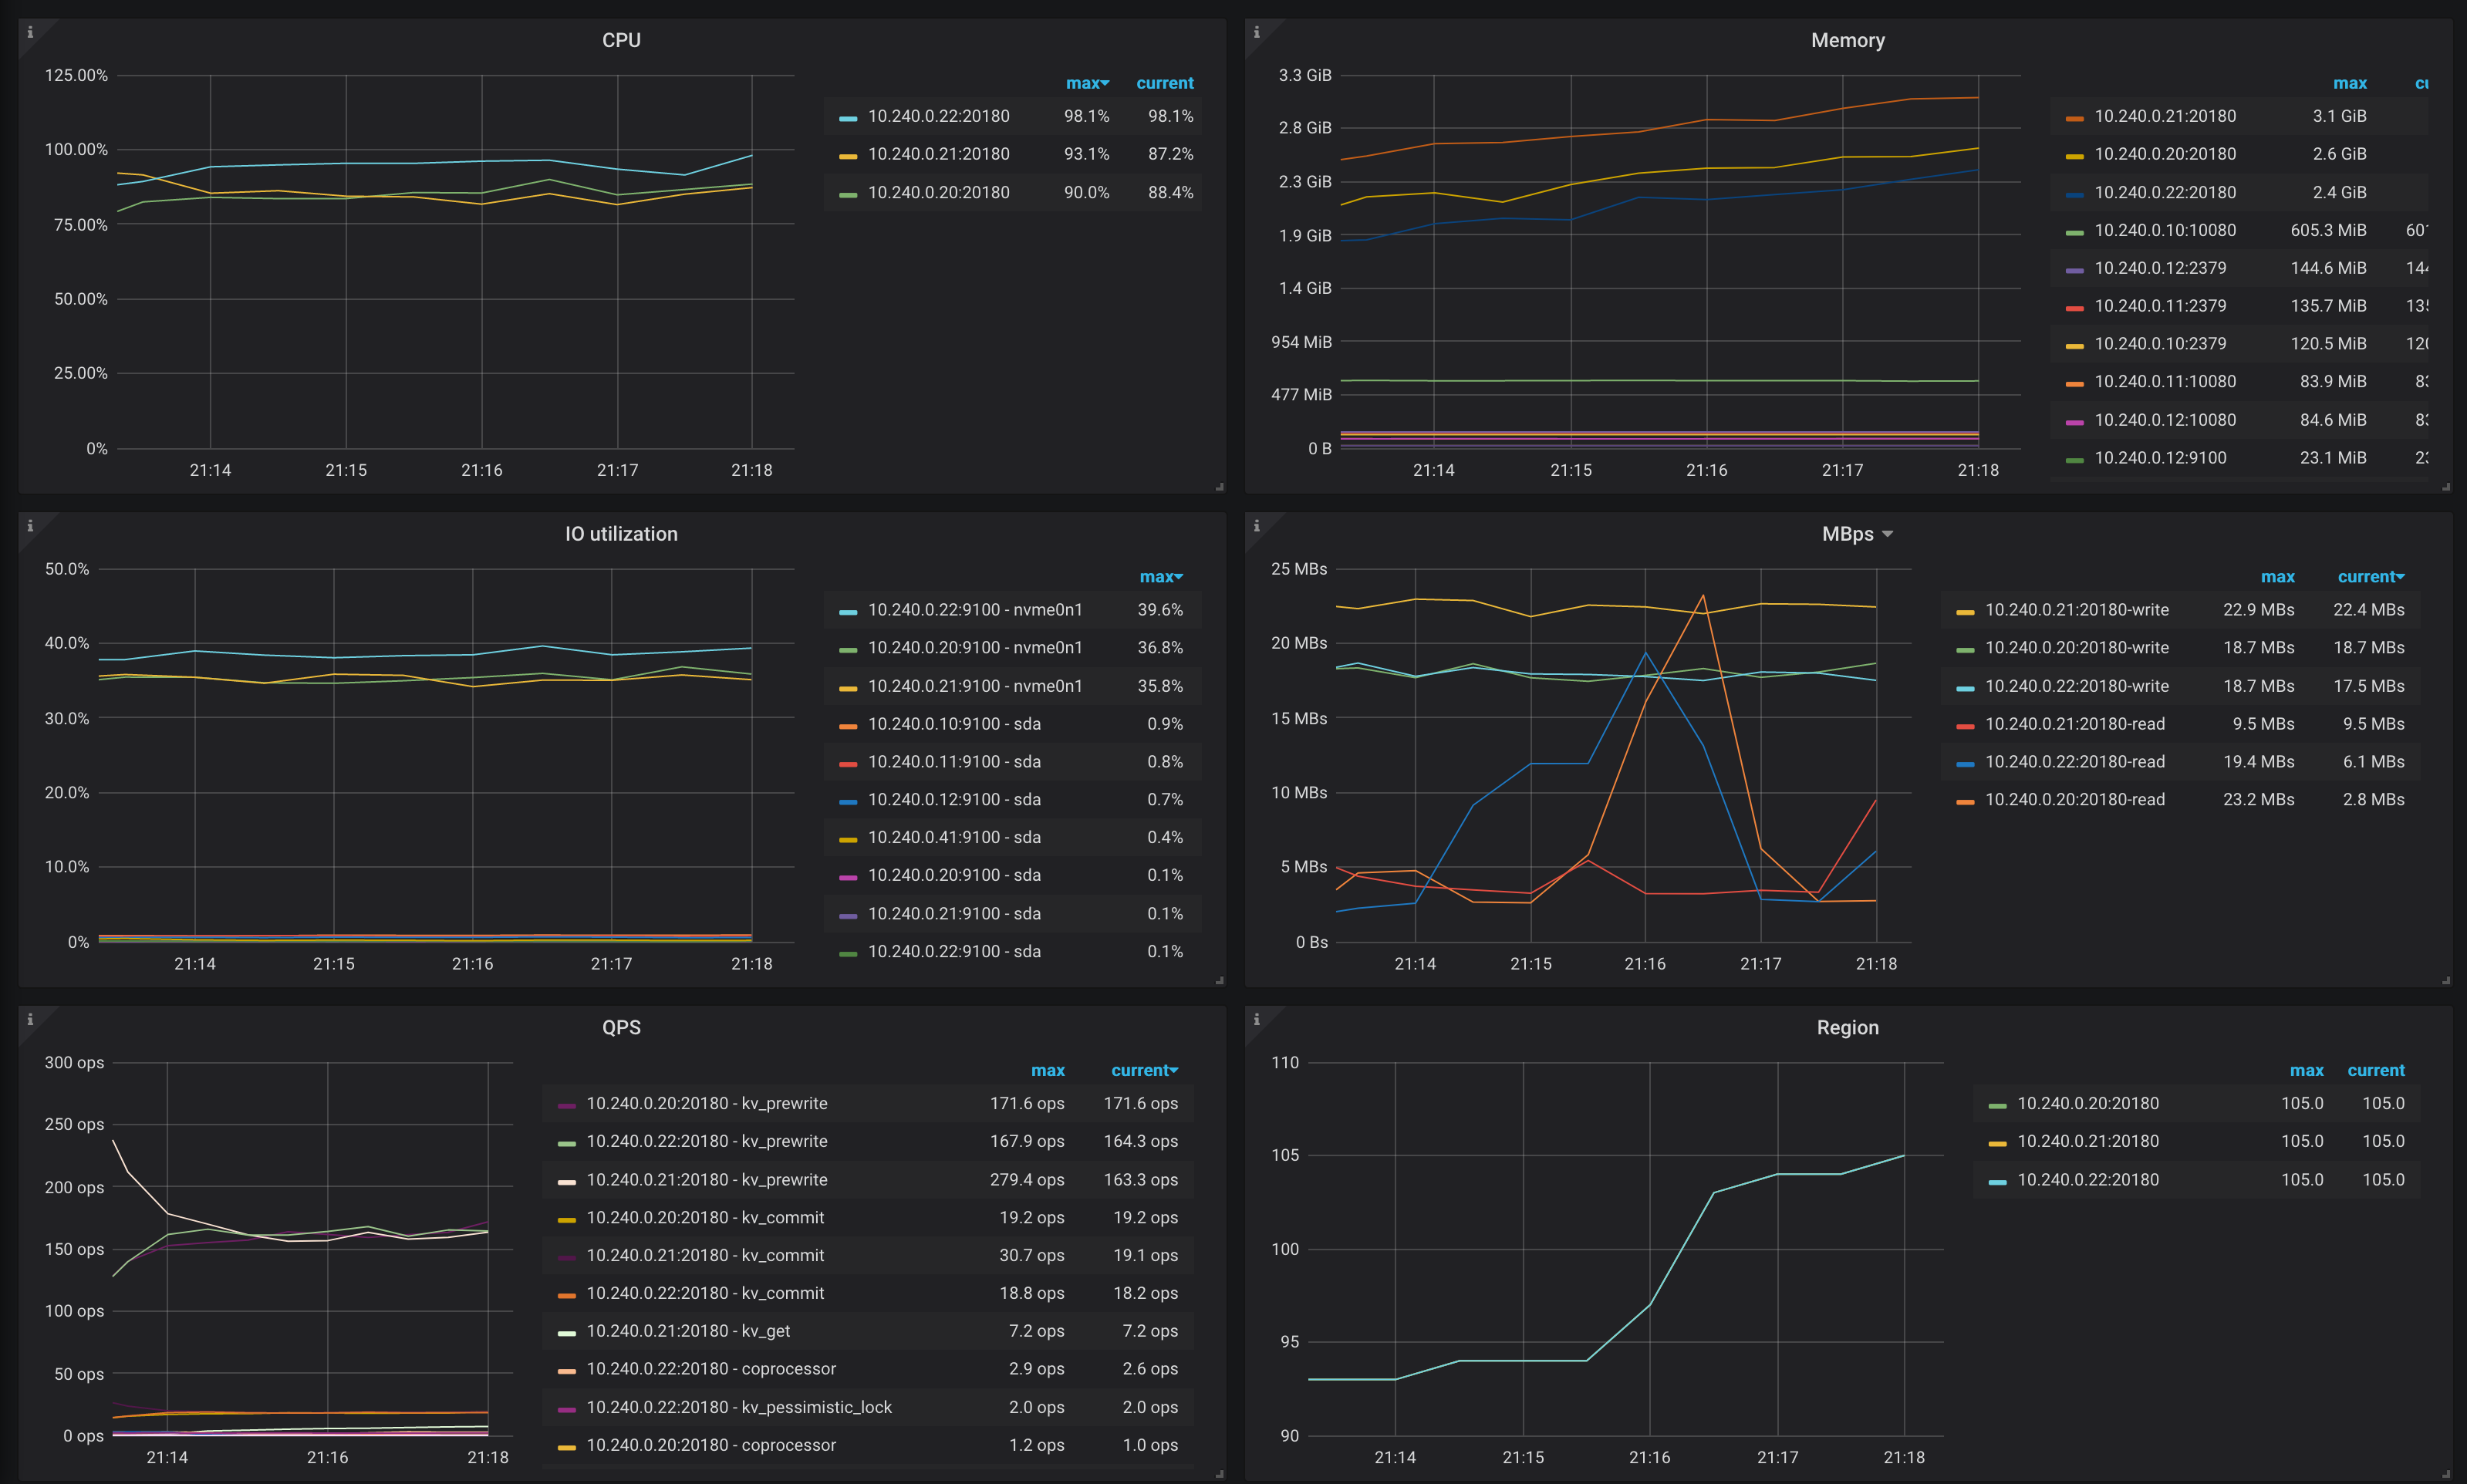 CPU
125.00%
100.00%
75.00%
50.00%
25.00%
0%
21:14 21:15 21:16 21:17 21:18
max current
10.240.0.22:20180 98.1% 98.1%
10.240.0.21:20180 93.1% 87.2%
10.240.0.20:20180 90.0% 88.4%
Memory
3.3 GiB
2.8 GiB
2.3 GiB
1.9 GiB
1.4 GiB
954 MiB
477 MiB
0 B
21:14 21:15 21:16 21:17 21:18
max
10.240.0.21:20180 3.1 GiB
10.240.0.20:20180 2.6 GiB
10.240.0.22:20180 2.4 GiB
10.240.0.10:10080 605.3 MiB
10.240.0.12:2379 144.6 MiB
10.240.0.11:2379 135.7 MiB
10.240.0.10:2379 120.5 MiB
10.240.0.11:10080 83.9 MiB
10.240.0.12:10080 84.6 MiB
10.240.0.12:9100 23.1 MiB
IO utilization
50.0%
40.0%
30.0%
20.0%
10.0%
0%
21:14 21:15 21:16 21:17 21:18
max
10.240.0.22:9100 - nvme0n1 39.6%
10.240.0.20:9100 - nvme0n1 36.8%
10.240.0.21:9100 - nvme0n1 35.8%
10.240.0.10:9100 - sda 0.9%
10.240.0.11:9100 - sda 0.8%
10.240.0.12:9100 - sda 0.7%
10.240.0.41:9100 - sda 0.4%
10.240.0.20:9100 - sda 0.1%
10.240.0.21:9100 - sda 0.1%
10.240.0.22:9100 - sda 0.1%
MBps
25 MBs
20 MBs
15 MBs
10 MBs
5 MBs
0 Bs
21:14 21:15 21:16 21:17 21:18
max current
10.240.0.21:20180-write 22.9 MBs 22.4 MBs
10.240.0.20:20180-write 18.7 MBs 18.7 MBs
10.240.0.22:20180-write 18.7 MBs 17.5 MBs
10.240.0.21:20180-read 9.5 MBs 9.5 MBs
10.240.0.22:20180-read 19.4 MBs 6.1 MBs
10.240.0.20:20180-read 23.2 MBs 2.8 MBs
QPS
300 ops
250 ops
200 ops
150 ops
100 ops
50 ops
0 ops
21:14 21:16 21:18
max current
10.240.0.20:20180 - kv_prewrite 171.6 ops 171.6 ops
10.240.0.22:20180 - kv_prewrite 167.9 ops 164.3 ops
10.240.0.21:20180 - kv_prewrite 279.4 ops 163.3 ops
10.240.0.20:20180 - kv_commit 19.2 ops 19.2 ops
10.240.0.21:20180 - kv_commit 30.7 ops 19.1 ops
10.240.0.22:20180 - kv_commit 18.8 ops 18.2 ops
10.240.0.21:20180 - kv_get 7.2 ops 7.2 ops
10.240.0.22:20180 - coprocessor 2.9 ops 2.6 ops
10.240.0.22:20180 - kv_pessimistic_lock 2.0 ops 2.0 ops
10.240.0.20:20180 - coprocessor 1.2 ops 1.0 ops
Region
110
105
100
95
90
21:14 21:15 21:16 21:17 21:18
max current
10.240.0.20:20180 105.0 105.0
10.240.0.21:20180 105.0 105.0
10.240.0.22:20180 105.0 105.0